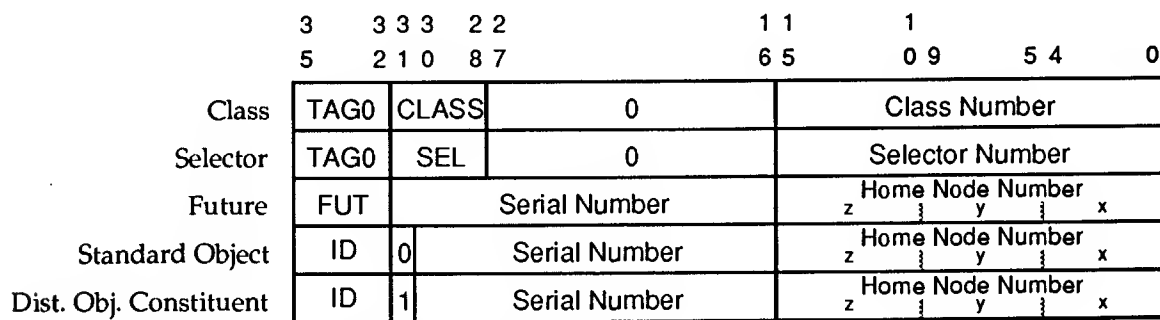 3 3 3 3 2 2 1 1 1
5 2 1 0 8 7 6 5 0 9 5 4 0
Class TAG0 CLASS 0 Class Number
Selector TAG0 SEL 0 Selector Number
Future FUT Serial Number Home Node Number
z y x
Standard Object ID 0 Serial Number Home Node Number
z y x
Dist. Obj. Constituent ID 1 Serial Number Home Node Number
z y x